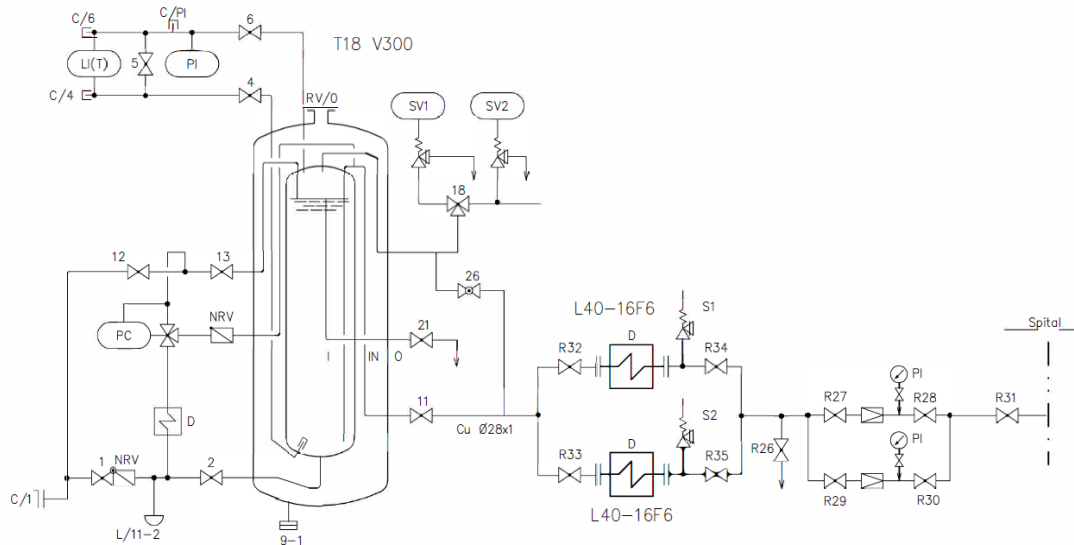 C/PI
C/6
6
T18 V300
LI(T)
5
PI
4
C/4
RV/O
SV1
SV2
18
12
13
26
L40-16F6
S1
NRV
21
PC
I
IN
O
D
R32
R34
Spital
PI
R27
R28
R31
11
Cu Ø28x1
S2
D
D
R26
PI
1
NRV
2
R33
R35
R29
R30
C/1
L/11-2
9-1
L40-16F6